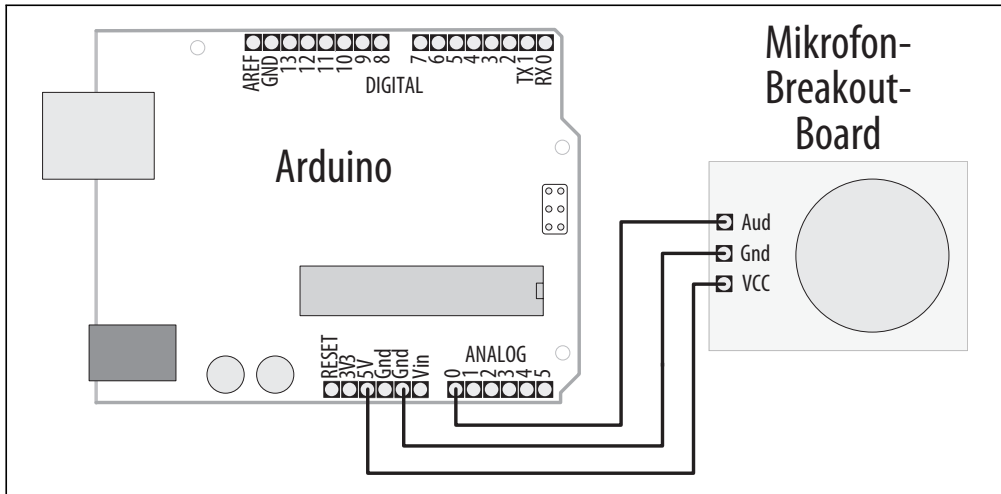 AREF
GND
13
12
11
10
9
8
7
6
5
4
3
2
TX 1
RX 0
DIGITAL
Arduino
Mikrofon-
Breakout-
Board
Aud
Gnd
VCC
RESET
3V3
5V
Gnd
Gnd
Vin
ANALOG
0
1
2
3
4
5